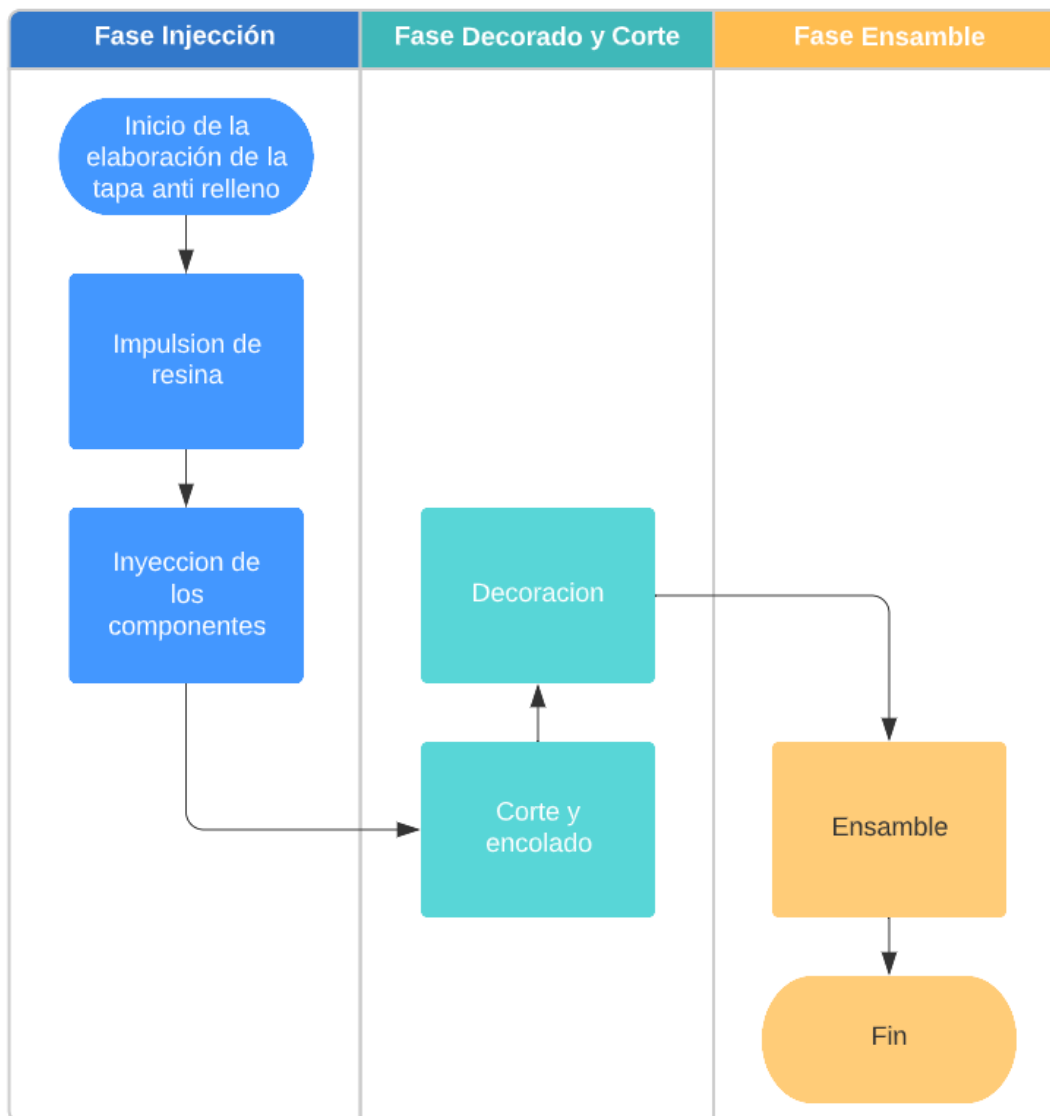 Fase Injección
Fase Decorado y Corte
Fase Ensamble
Inicio de la
elaboración de la
tapa anti relleno
Impulsion de
resina
Inyeccion de
los
componentes
Decoracion
Corte y
encolado
Ensamble
Fin